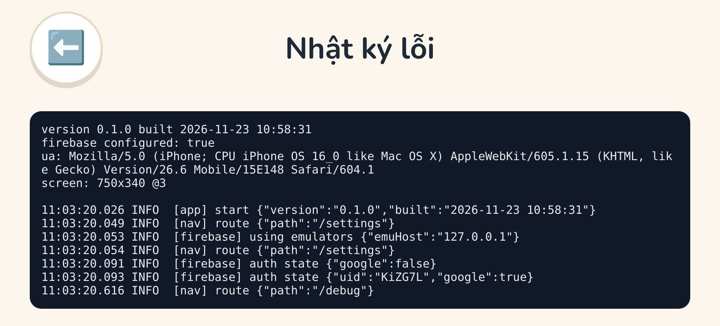 Nhật ký lỗi
version 0.1.0 built 2026-11-23 10:58:31
firebase configured: true
ua: Mozilla/5.0 (iPhone; CPU iPhone OS 16_0 like Mac OS X) AppleWebKit/605.1.15 (KHTML, lik
e Gecko) Version/26.6 Mobile/15E148 Safari/604.1
screen: 750x340 @3
11:03:20.026 INFO  [app] start {"version":"0.1.0","built":"2026-11-23 10:58:31"}
11:03:20.049 INFO  [nav] route {"path":"/settings"}
11:03:20.053 INFO  [firebase] using emulators {"emuHost":"127.0.0.1"}
11:03:20.054 INFO  [nav] route {"path":"/settings"}
11:03:20.091 INFO  [firebase] auth state {"google":false}
11:03:20.093 INFO  [firebase] auth state {"uid":"KiZG7L","google":true}
11:03:20.616 INFO  [nav] route {"path":"/debug"}